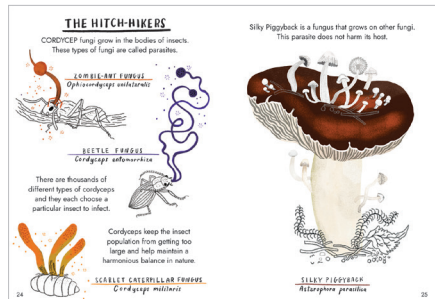 THE HITCH-HIKERS
CORDYCEP fungi grow in the bodies of insects.
These types of fungi are called parasites.
ZOMBIE-ANT FUNGUS
Ophiocordyceps unilateralis
BEETLE FUNGUS
Cordyceps entomorrhiza
There are thousands of
different types of cordyceps
and they each choose a
particular insect to infect.
Cordyceps keep the insect
population from getting too
large and help maintain a
harmonious balance in nature.
SCARLET CATERPILLAR FUNGUS
Cordyceps militaris
24
Silky Piggyback is a fungus that grows on other fungi.
This parasite does not harm its host.
SILKY PIGGYBACK
Asterophora parasitica
25